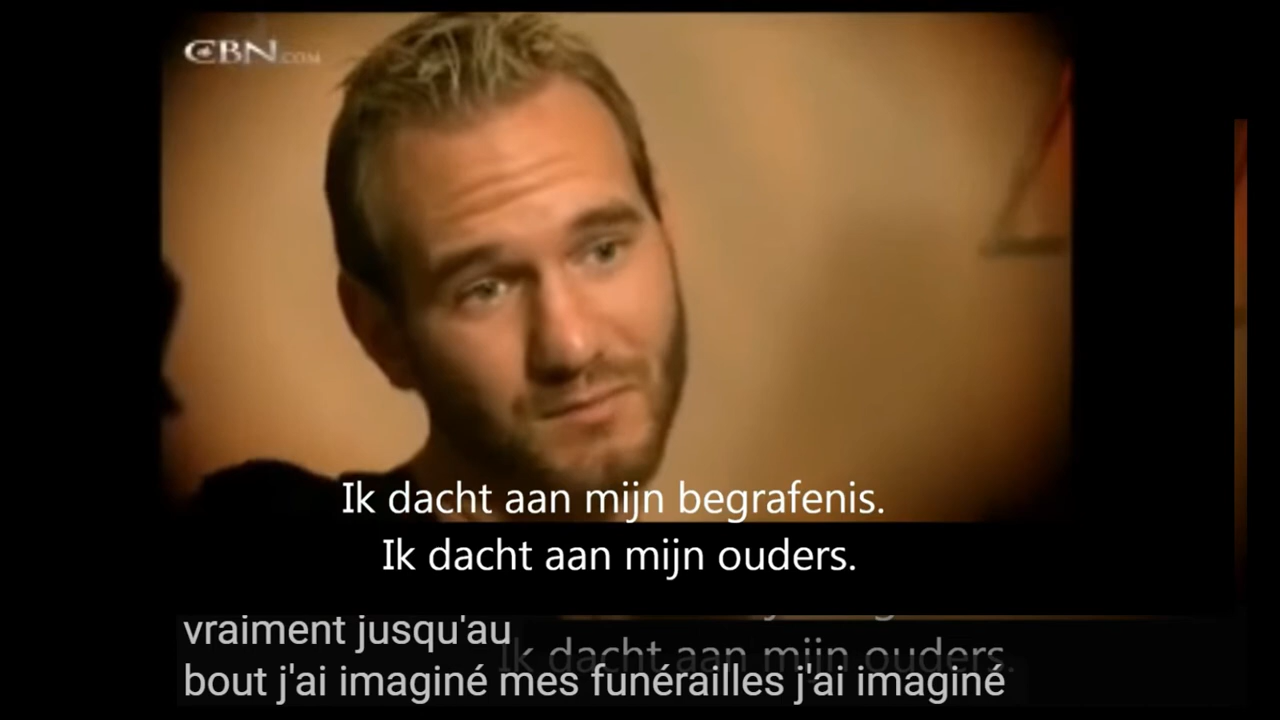 CBN.COM
Ik dacht aan mijn begrafenis.
Ik dacht aan mijn ouders.
vraiment jusqu'au
Ik dacht aan mijn ouders.
bout j'ai imaginé mes funérailles j'ai imaginé